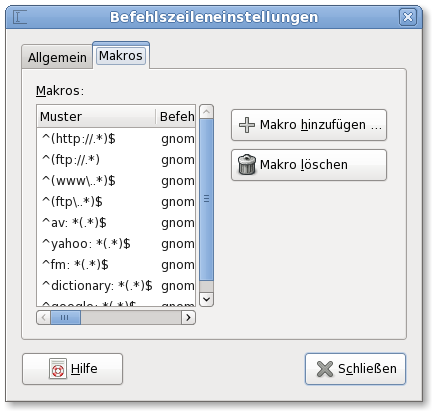 Befehlszeileneinstellungen
Allgemein Makros
Makros:
Muster Befeh
^(http://.*)$ gnom
^(ftp://.*) gnom
^(www\..*)$ gnom
^(ftp\..*)$ gnom
^av: *(.*)$ gnom
^yahoo: *(.*)$ gnom
^fm: *(.*)$ gnom
^dictionary: *(.*)$ gnom
^google: *(.*)$ gnom
Makro hinzufügen ...
Makro löschen
Hilfe
Schließen